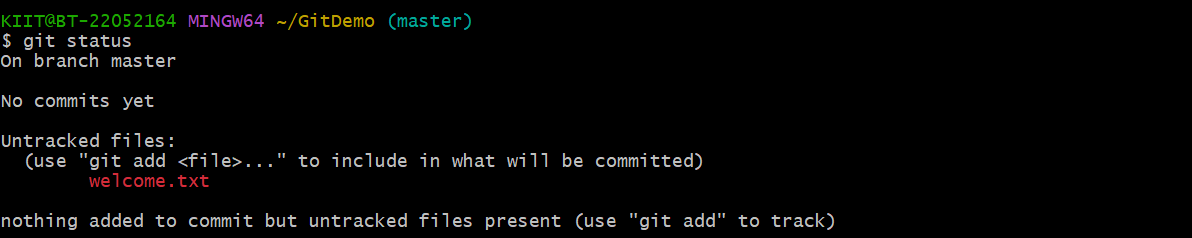 KIIT@BT-22052164 MINGW64 ~/GitDemo (master)
$ git status
On branch master
No commits yet
Untracked files:
(use "git add <file>..." to include in what will be committed)
welcome.txt
nothing added to commit but untracked files present (use "git add" to track)